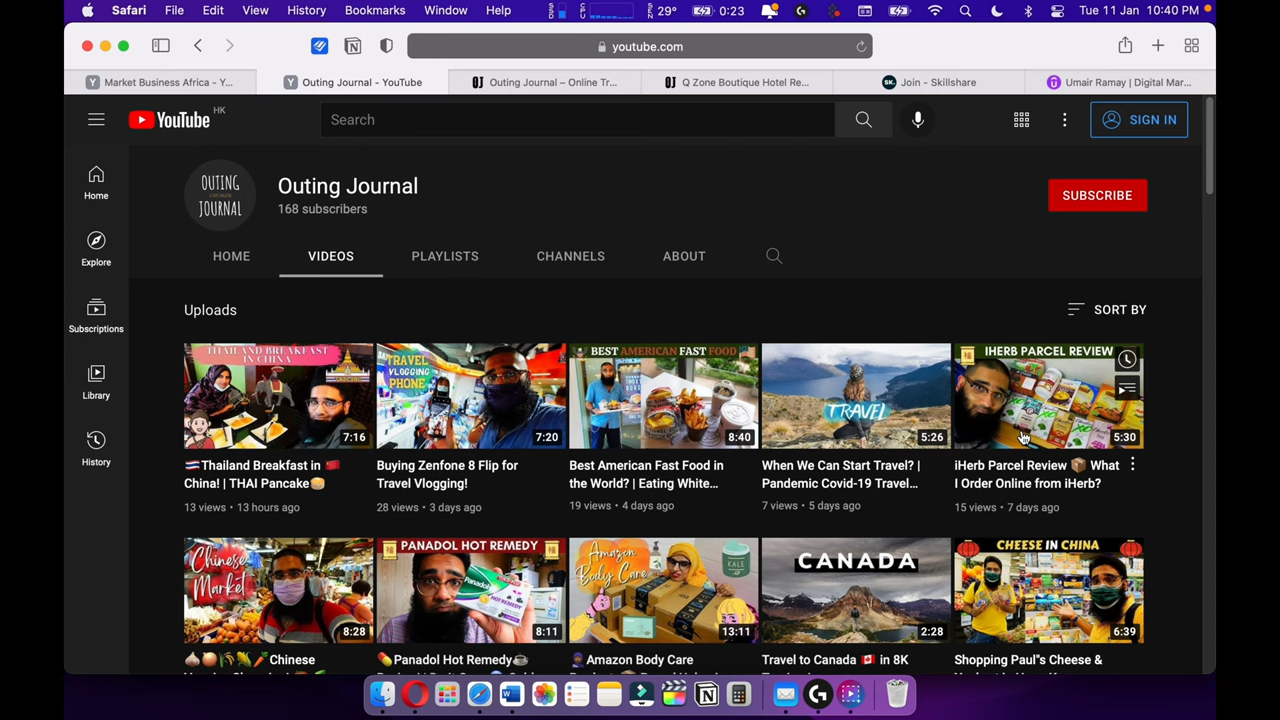 Safari File Edit View History Bookmarks Window Help 29° 0:23 Tue 11 Jan 10:40 PM
youtube.com
Market Business Africa - Y... Outing Journal - YouTube Outing Journal – Online Tr... Q Zone Boutique Hotel Re... Join - Skillshare Umair Ramay | Digital Mar...
YouTube HK Search SIGN IN
OUTING JOURNAL
Outing Journal
168 subscribers
SUBSCRIBE
Home
Explore
Subscriptions
Library
History
HOME VIDEOS PLAYLISTS CHANNELS ABOUT
Uploads SORT BY
THAILAND BREAKFAST IN CHINA
7:16
TRAVEL VLOGGING PHONE
7:20
BEST AMERICAN FAST FOOD
8:40
TRAVEL
5:26
IHERB PARCEL REVIEW
5:30
Thailand Breakfast in
China! | THAI Pancake
13 views • 13 hours ago
Buying Zenfone 8 Flip for
Travel Vlogging!
28 views • 3 days ago
Best American Fast Food in
the World? | Eating White...
19 views • 4 days ago
When We Can Start Travel? |
Pandemic Covid-19 Travel...
7 views • 5 days ago
iHerb Parcel Review What
I Order Online from iHerb?
15 views • 7 days ago
Chinese Market
8:28
PANADOL HOT REMEDY
8:11
Amazon Body Care
KALE
13:11
CANADA
2:28
CHEESE IN CHINA
6:39
Chinese
Panadol Hot Remedy
Amazon Body Care
Travel to Canada in 8K
Shopping Paul"s Cheese &